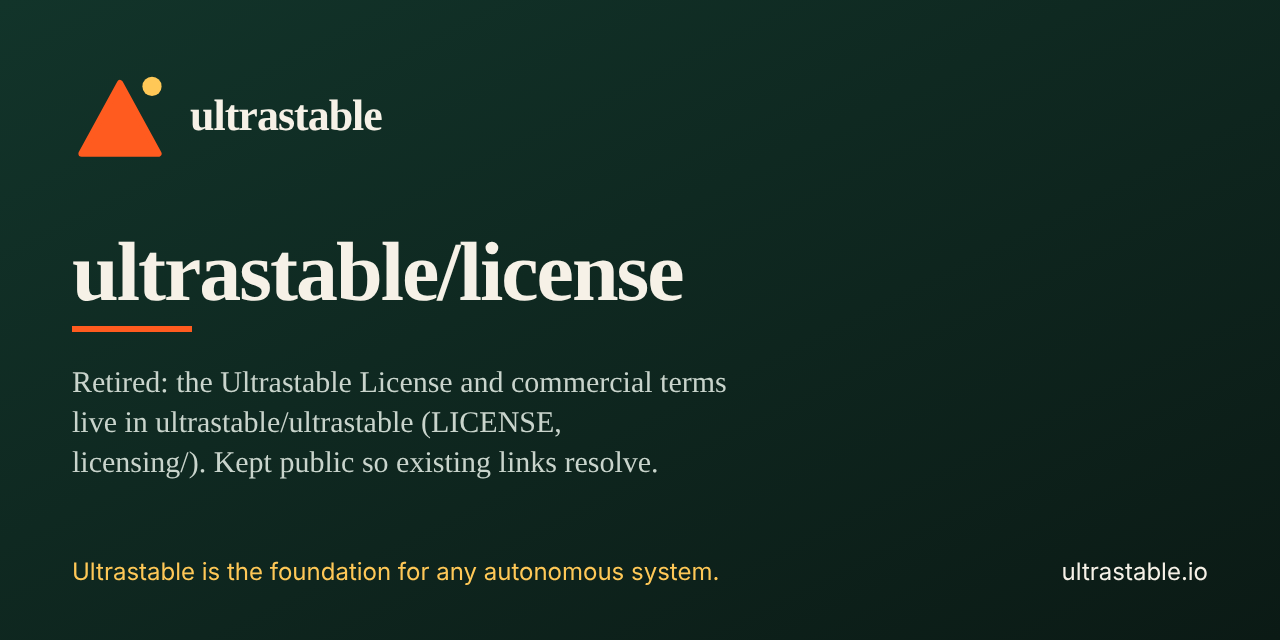 ultrastable
ultrastable/license
Retired: the Ultrastable License and commercial terms
live in ultrastable/ultrastable (LICENSE,
licensing/). Kept public so existing links resolve.
Ultrastable is the foundation for any autonomous system.
ultrastable.io